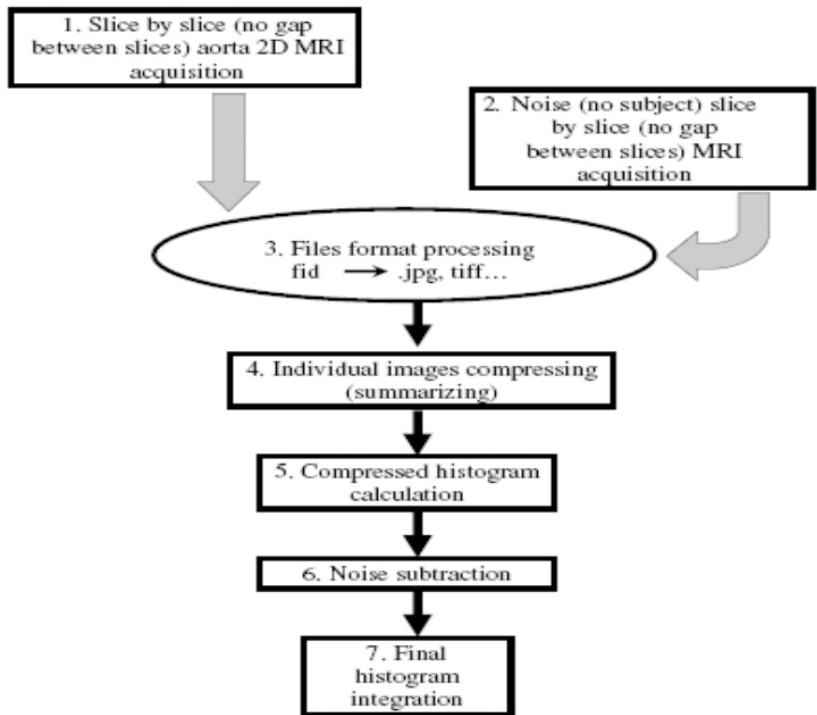 1. Slice by slice (no gap
between slices) aorta 2D MRI
acquisition
2. Noise (no subject) slice
by slice (no gap
between slices) MRI
acquisition
3. Files format processing
fid → .jpg, tiff...
4. Individual images compressing
(summarizing)
5. Compressed histogram
calculation
6. Noise subtraction
7. Final
histogram
integration